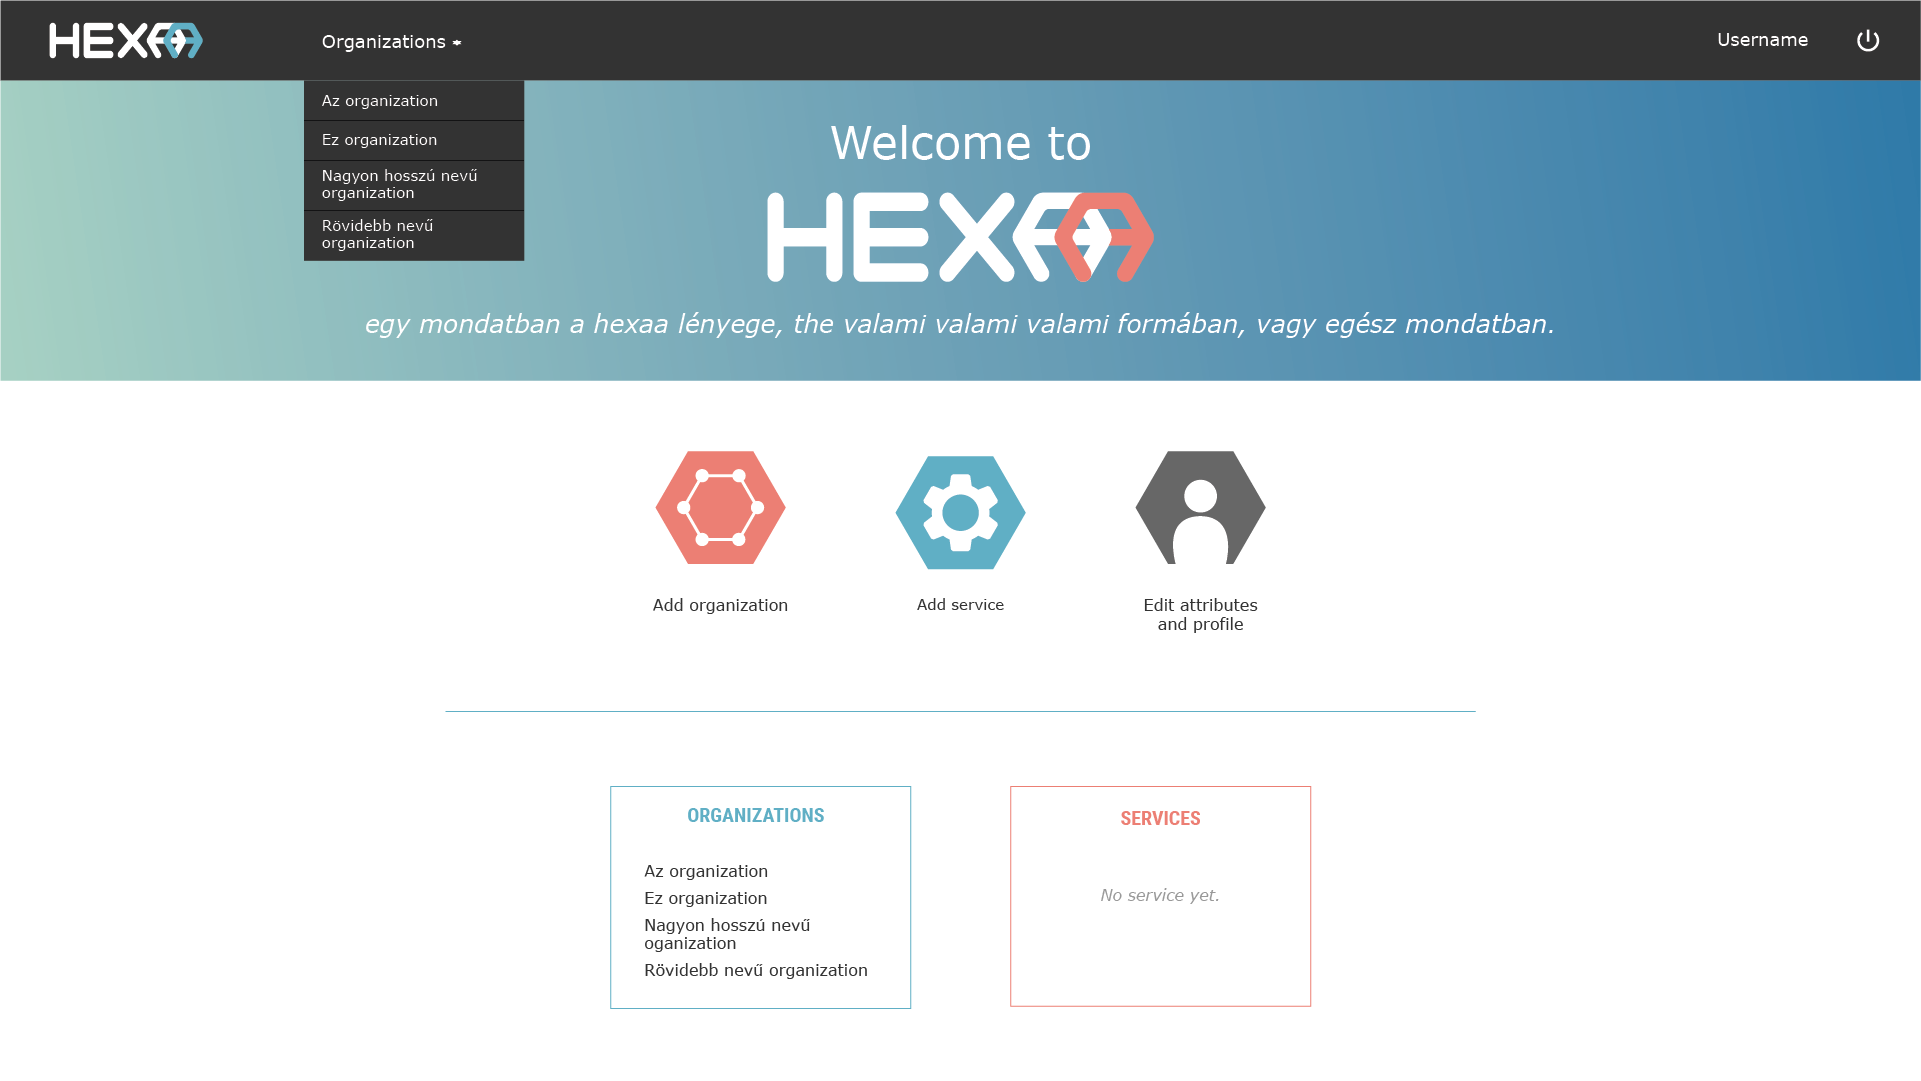 HEXAA
Organizations
Username
Az organization
Ez organization
Nagyon hosszú nevű
organization
Rövidebb nevű
organization
Welcome to
HEXAA
egy mondatban a hexaa lényege, the valami valami valami formában, vagy egész mondatban.
Add organization
Add service
Edit attributes
and profile
ORGANIZATIONS
Az organization
Ez organization
Nagyon hosszú nevű
oganization
Rövidebb nevű organization
SERVICES
No service yet.